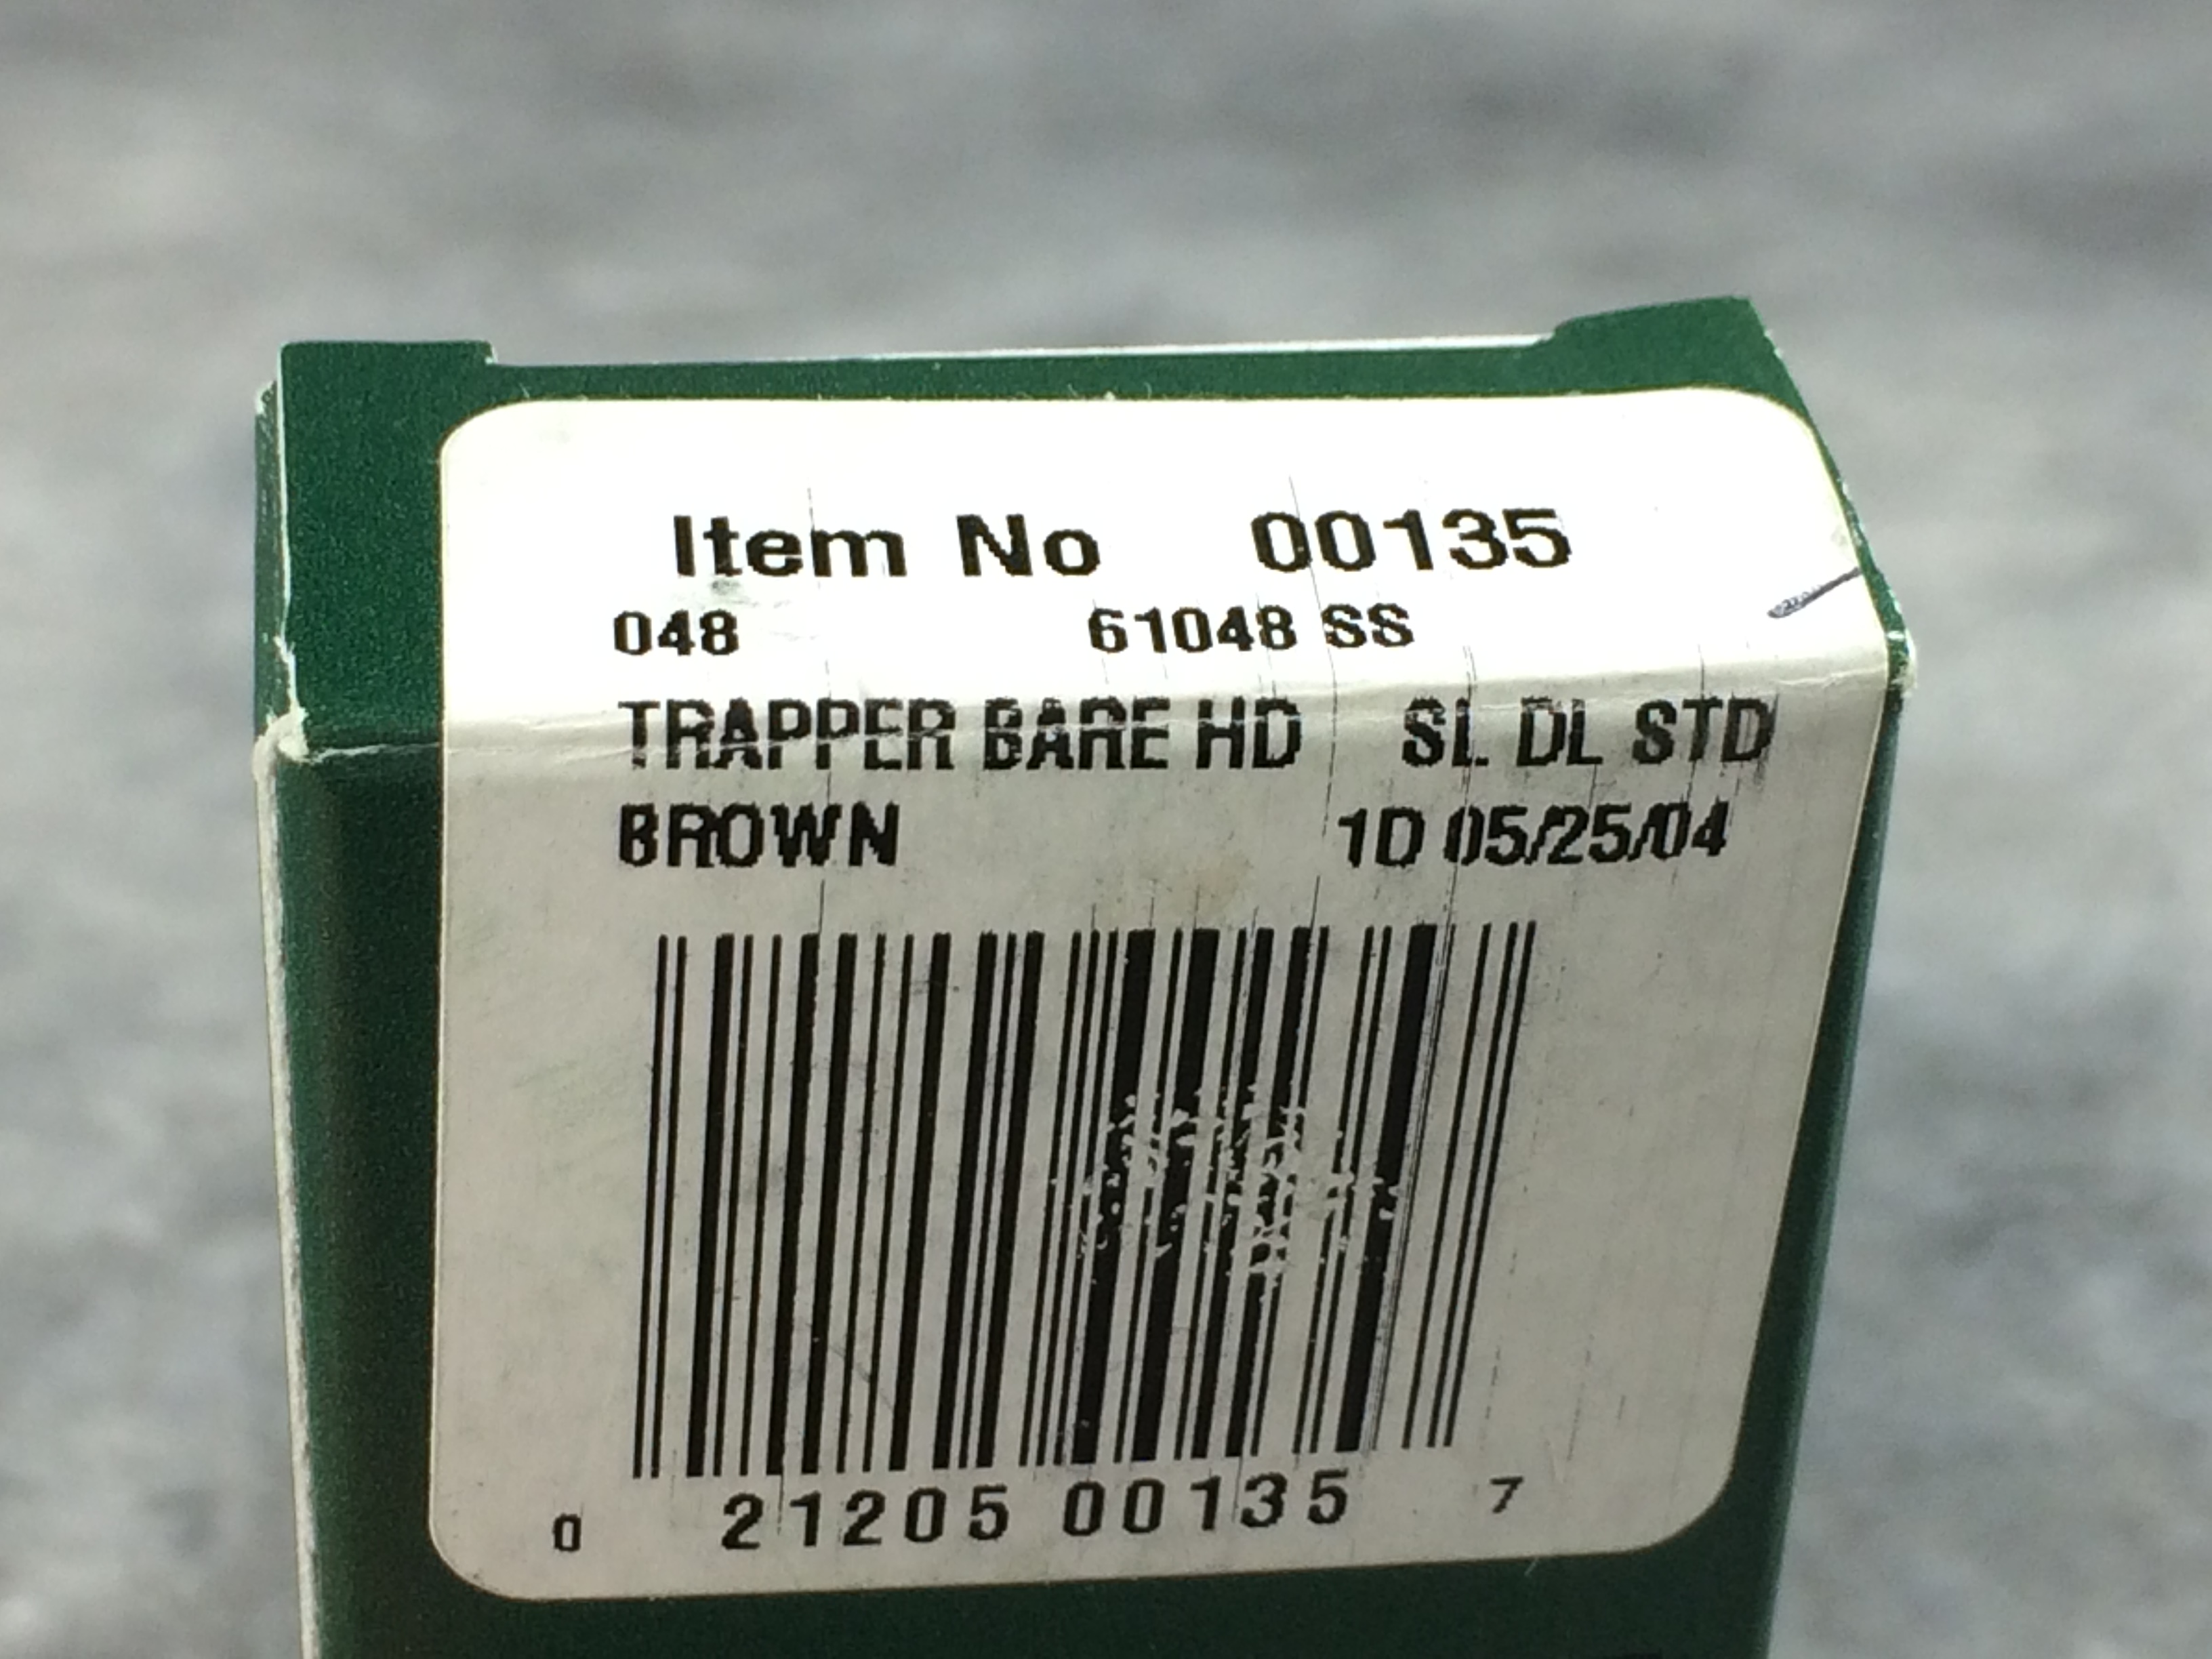 Item No 00135
048 61048 SS
TRAPPER BARE HD SL DL STD
BROWN 1D 05/25/04
0 21205 00135 7